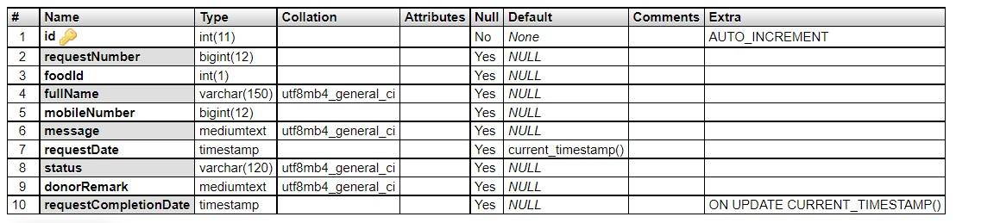 # Name Type Collation Attributes Null Default Comments Extra
1 id int(11) No None AUTO_INCREMENT
2 requestNumber bigint(12) Yes NULL
3 foodId int(1) Yes NULL
4 fullName varchar(150) utf8mb4_general_ci Yes NULL
5 mobileNumber bigint(12) Yes NULL
6 message mediumtext utf8mb4_general_ci Yes NULL
7 requestDate timestamp Yes current_timestamp()
8 status varchar(120) utf8mb4_general_ci Yes NULL
9 donorRemark mediumtext utf8mb4_general_ci Yes NULL
10 requestCompletionDate timestamp Yes NULL ON UPDATE CURRENT_TIMESTAMP()